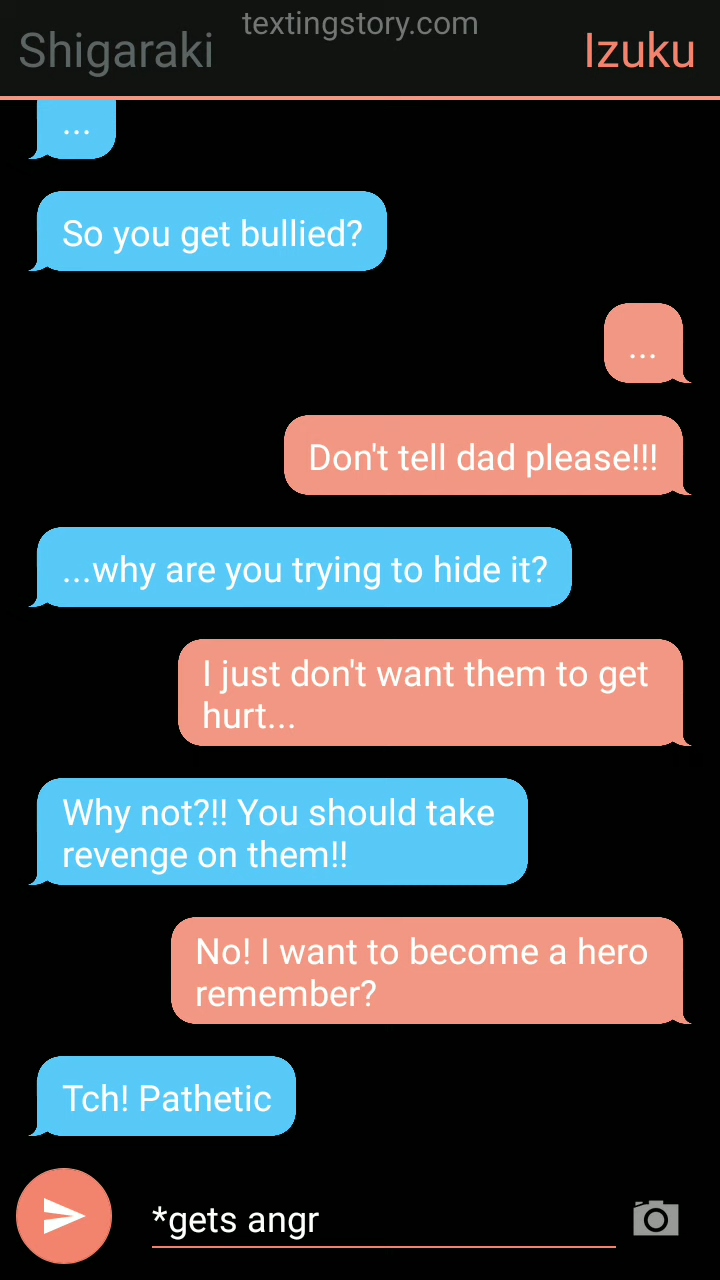 textingstory.com
Shigaraki
Izuku
...
So you get bullied?
...
Don't tell dad please!!!
...why are you trying to hide it?
I just don't want them to get
hurt...
Why not?!! You should take
revenge on them!!
No! I want to become a hero
remember?
Tch! Pathetic
*gets angr